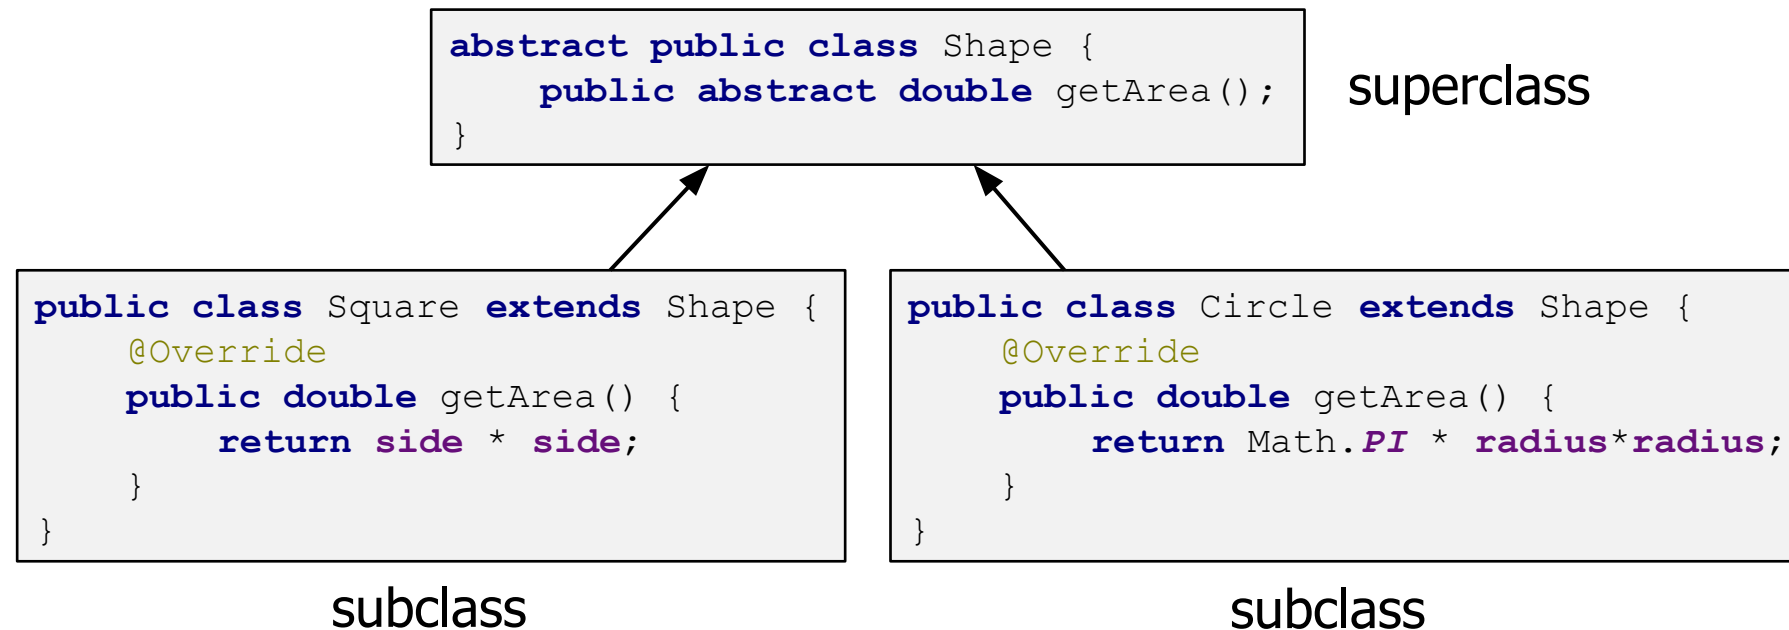 abstract public class Shape {
    public abstract double getArea();
}
superclass
public class Square extends Shape {
    @Override
    public double getArea() {
        return side * side;
    }
}
subclass
public class Circle extends Shape {
    @Override
    public double getArea() {
        return Math.PI * radius*radius;
    }
}
subclass